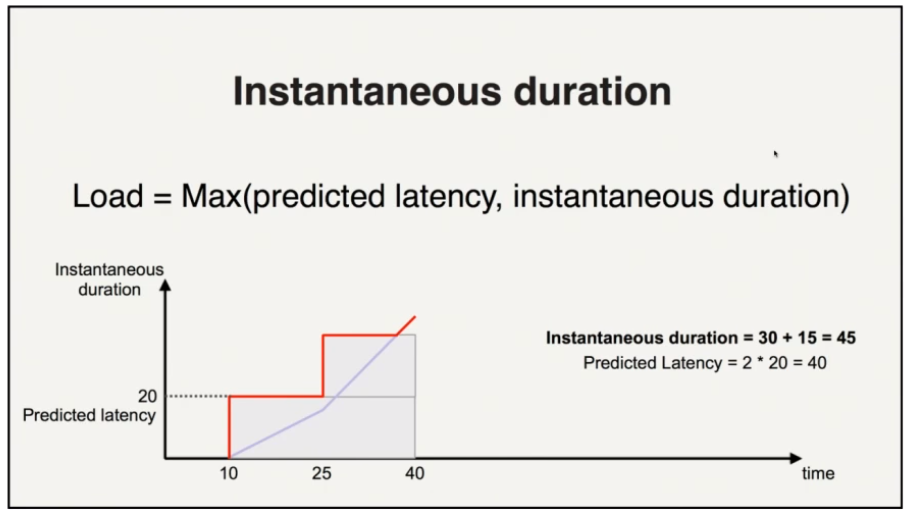 Instantaneous duration
Load = Max(predicted latency, instantaneous duration)
Instantaneous
duration
Instantaneous duration = 30 + 15 = 45
Predicted Latency = 2 * 20 = 40
20
Predicted latency
10
25
40
time